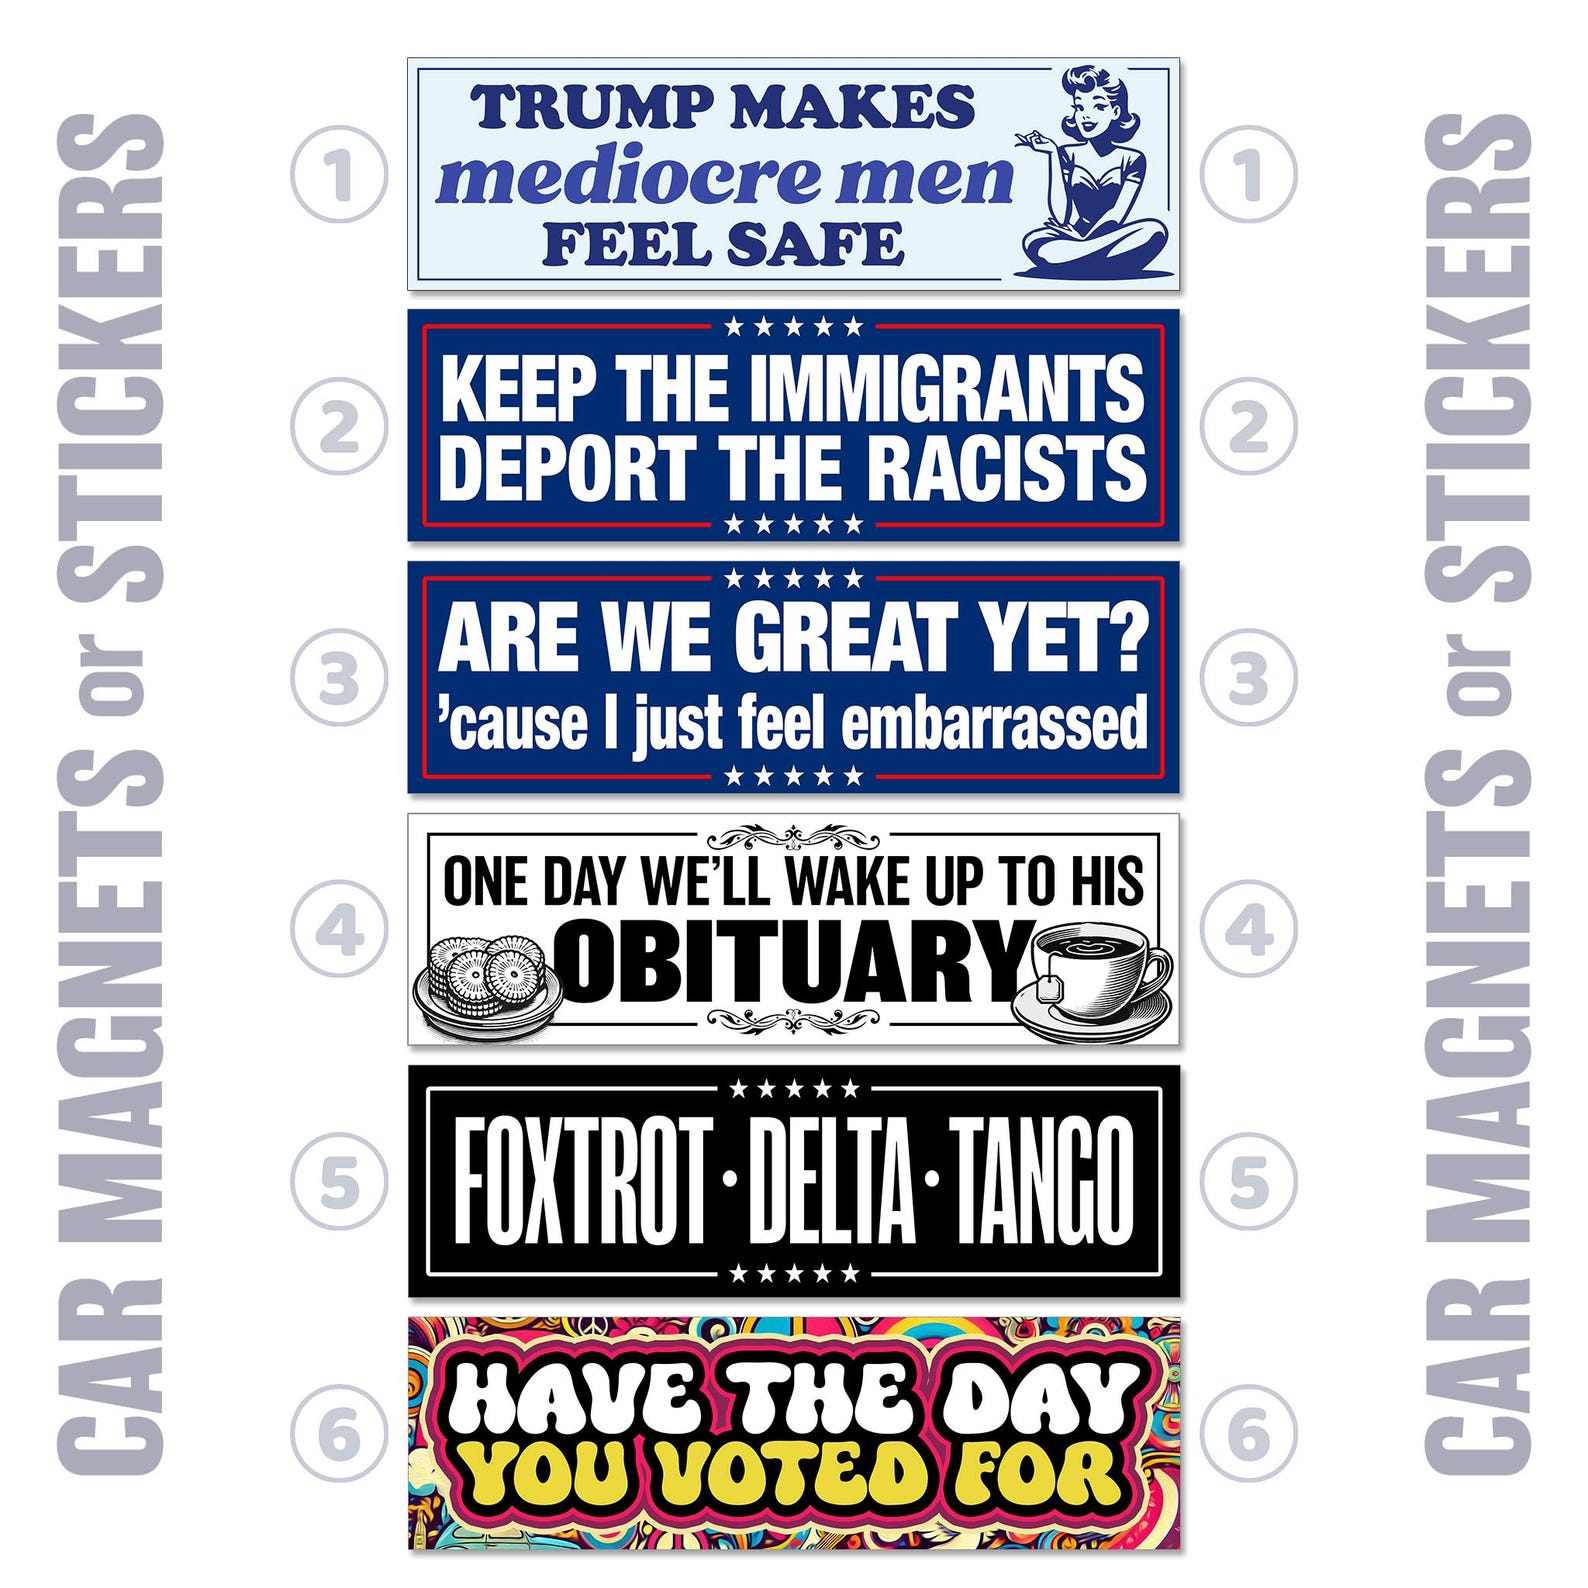 CAR MAGNETS or STICKERS
1
TRUMP MAKES
mediocre men
FEEL SAFE
1
2
KEEP THE IMMIGRANTS
DEPORT THE RACISTS
2
3
ARE WE GREAT YET?
’cause I just feel embarrassed
3
4
ONE DAY WE’LL WAKE UP TO HIS
OBITUARY
4
5
FOXTROT • DELTA • TANGO
5
6
HAVE THE DAY
YOU VOTED FOR
6
CAR MAGNETS or STICKERS